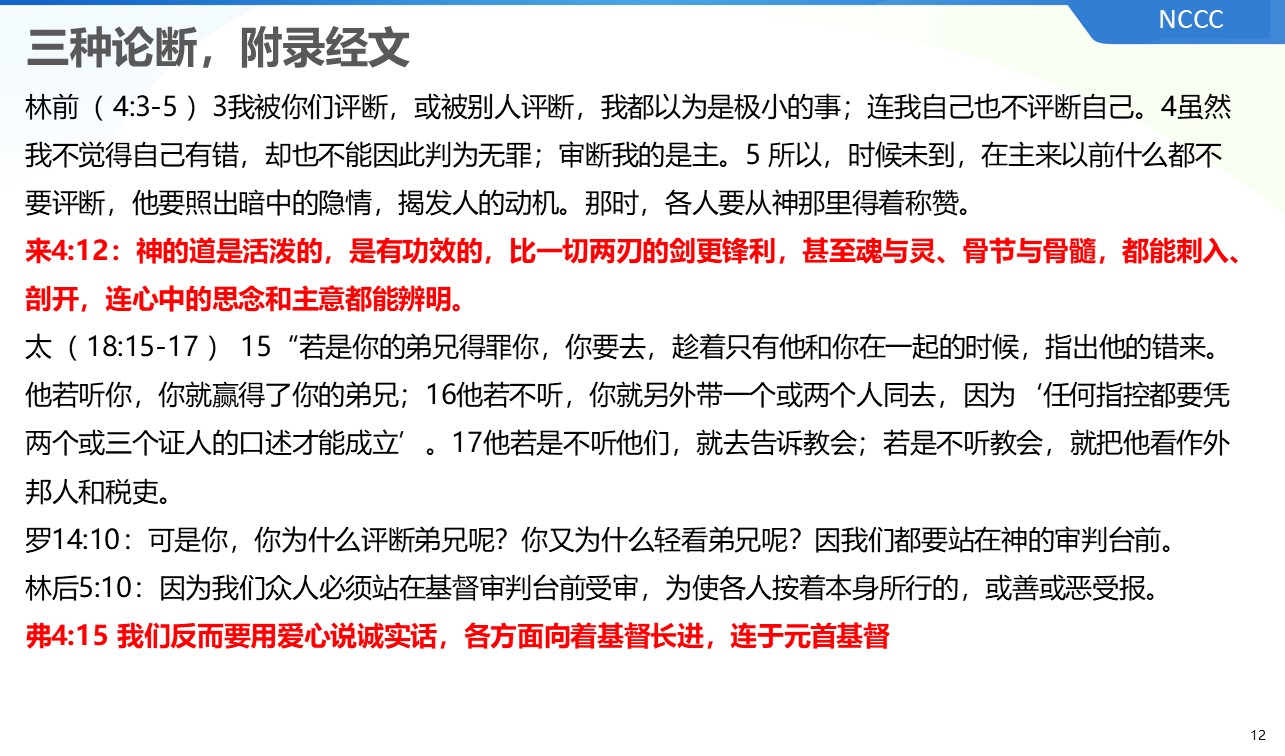 NCCC
三种论断，附录经文
林前（ 4:3-5 ）3我被你们评断，或被别人评断，我都以为是极小的事；连我自己也不评断自己。4虽然
我不觉得自己有错，却也不能因此判为无罪；审断我的是主。5 所以，时候未到，在主来以前什么都不
要评断，他要照出暗中的隐情，揭发人的动机。那时，各人要从神那里得着称赞。
来4:12：神的道是活泼的，是有功效的，比一切两刃的剑更锋利，甚至魂与灵、骨节与骨髓，都能刺入、
剖开，连心中的思念和主意都能辨明。
太（ 18:15-17 ） 15“若是你的弟兄得罪你，你要去，趁着只有他和你在一起的时候，指出他的错来。
他若听你，你就赢得了你的弟兄；16他若不听，你就另外带一个或两个人同去，因为‘任何指控都要凭
两个或三个证人的口述才能成立’。17他若是不听他们，就去告诉教会；若是不听教会，就把他看作外
邦人和税吏。
罗14:10：可是你，你为什么评断弟兄呢？你又为什么轻看弟兄呢？因我们都要站在神的审判台前。
林后5:10：因为我们众人必须站在基督审判台前受审，为使各人按着本身所行的，或善或恶受报。
弗4:15 我们反而要用爱心说诚实话，各方面向着基督长进，连于元首基督
12